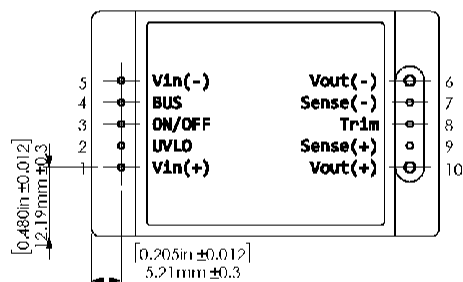 5 Vin(-) Vout(-) 6
4 BUS Sense(-) 7
3 ON/OFF Trim 8
2 UVLO Sense(+) 9
1 Vin(+) Vout(+) 10
[0.480in ±0.012]
12.19mm ±0.3
[0.205in ±0.012]
5.21mm ±0.3